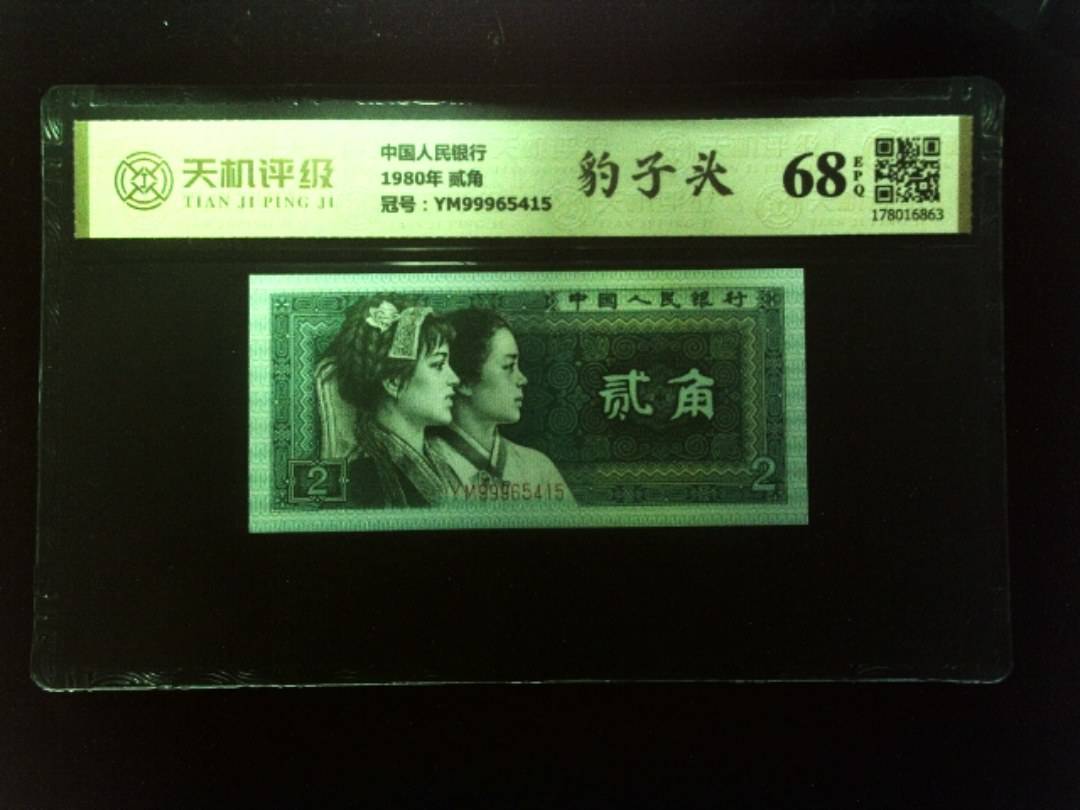 天机评级
TIAN JI PING JI
中国人民银行
1980年 贰角
冠号：YM99965415
豹子头
68
EPQ
178016863
中國人民銀行
贰角
2
YM99965415
2